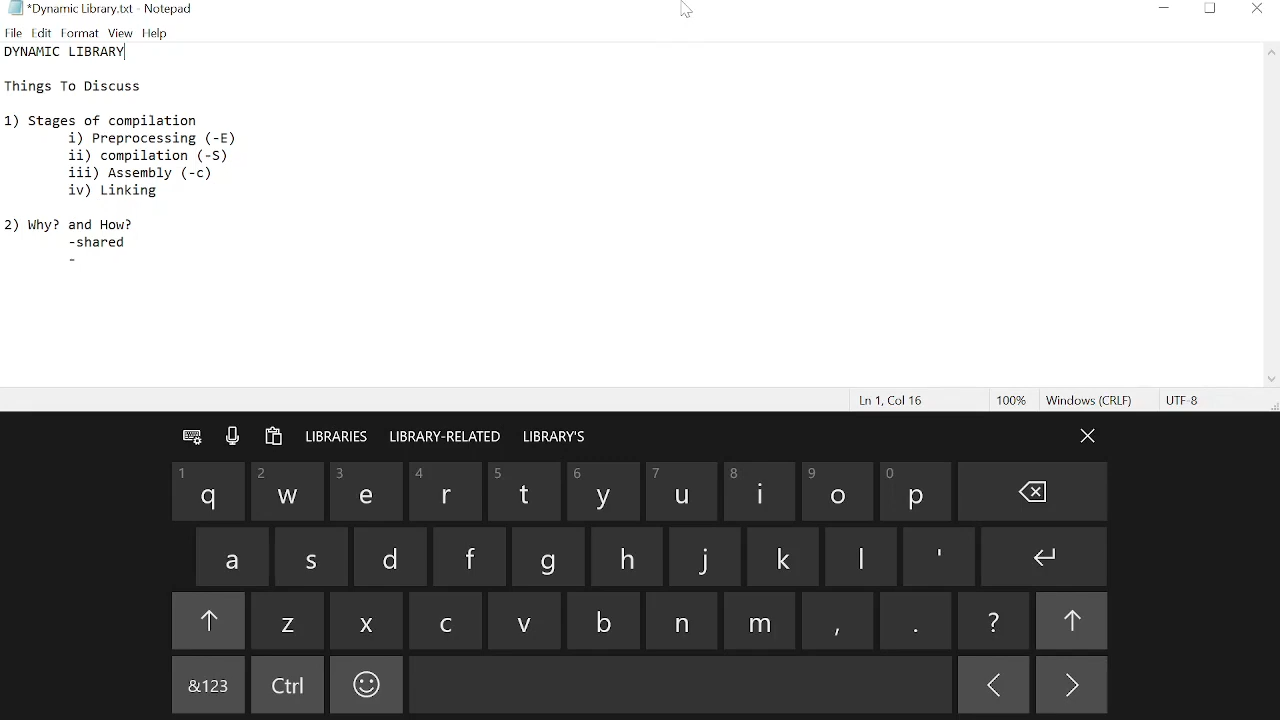 *Dynamic Library.txt - Notepad
File Edit Format View Help
DYNAMIC LIBRARY
Things To Discuss
1) Stages of compilation
i) Preprocessing (-E)
ii) compilation (-S)
iii) Assembly (-c)
iv) Linking
2) Why? and How?
-shared
-
Ln 1, Col 16 100% Windows (CRLF) UTF-8
LIBRARIES LIBRARY-RELATED LIBRARY'S
1 2 3 4 5 6 7 8 9 0
q w e r t y u i o p
a s d f g h j k l '
z x c v b n m , . ?
&123 Ctrl